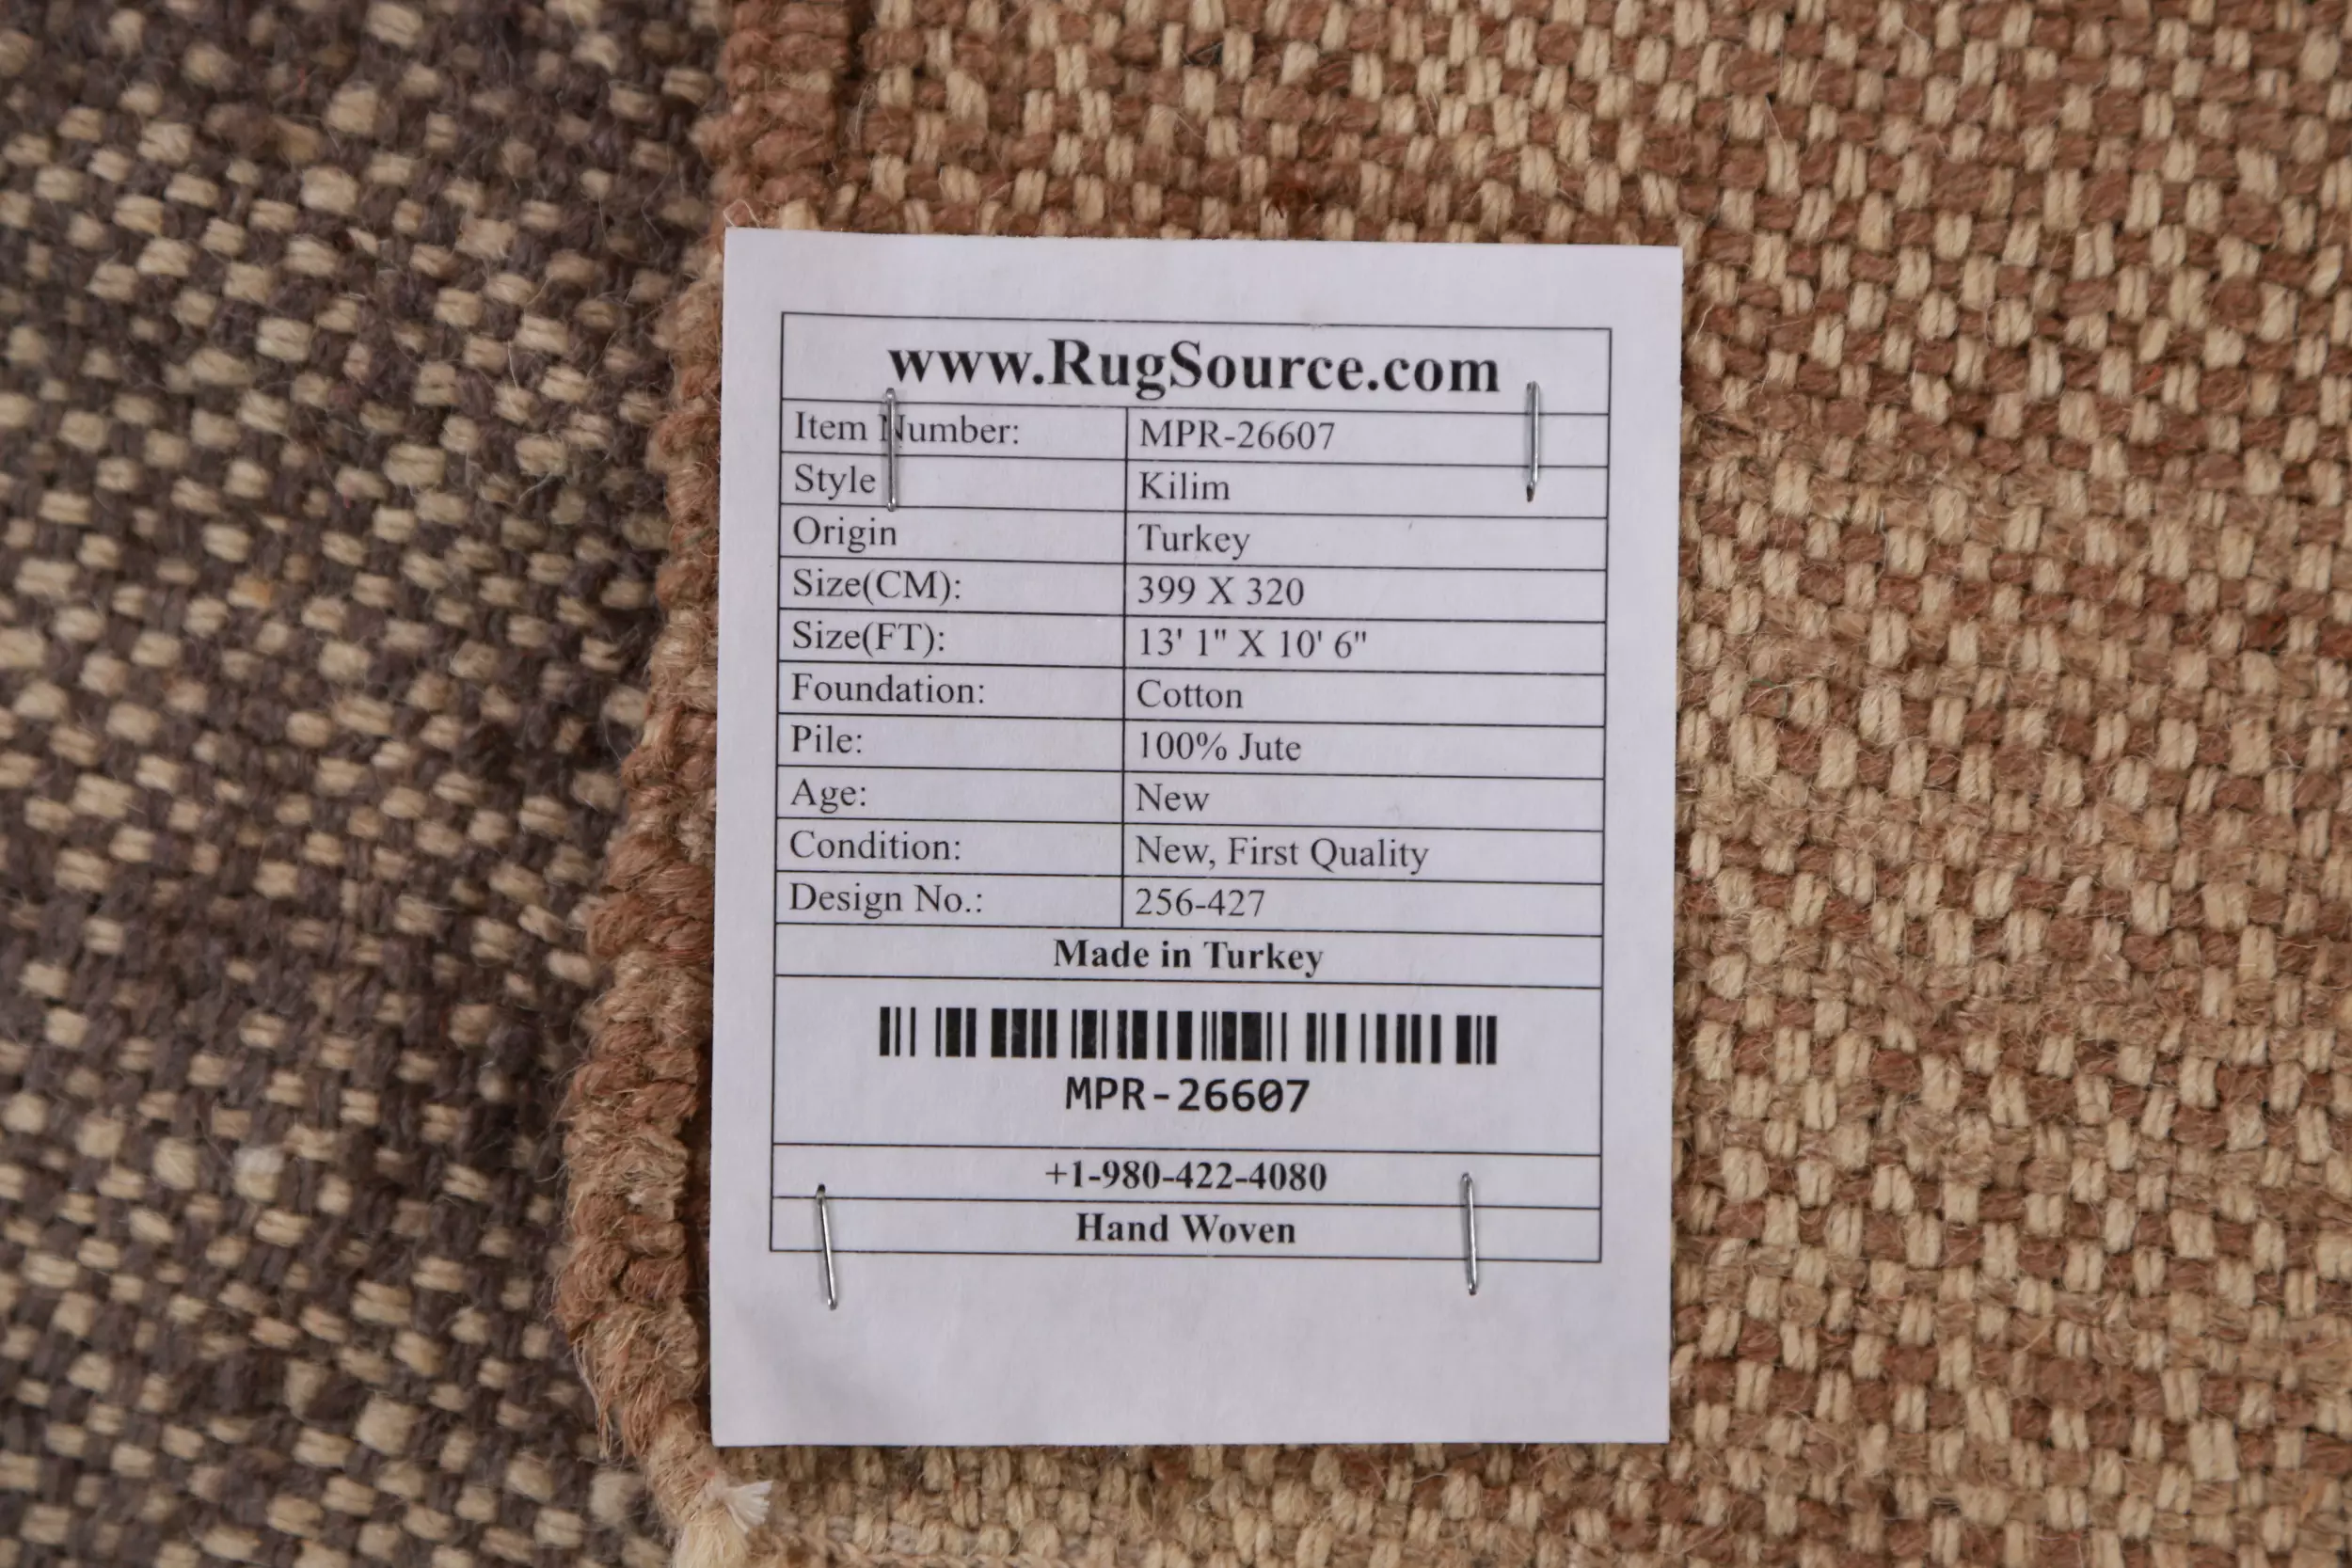 www.RugSource.com
Item Number: MPR-26607
Style Kilim
Origin Turkey
Size(CM): 399 X 320
Size(FT): 13' 1" X 10' 6"
Foundation: Cotton
Pile: 100% Jute
Age: New
Condition: New, First Quality
Design No.: 256-427
Made in Turkey
MPR-26607
+1-980-422-4080
Hand Woven